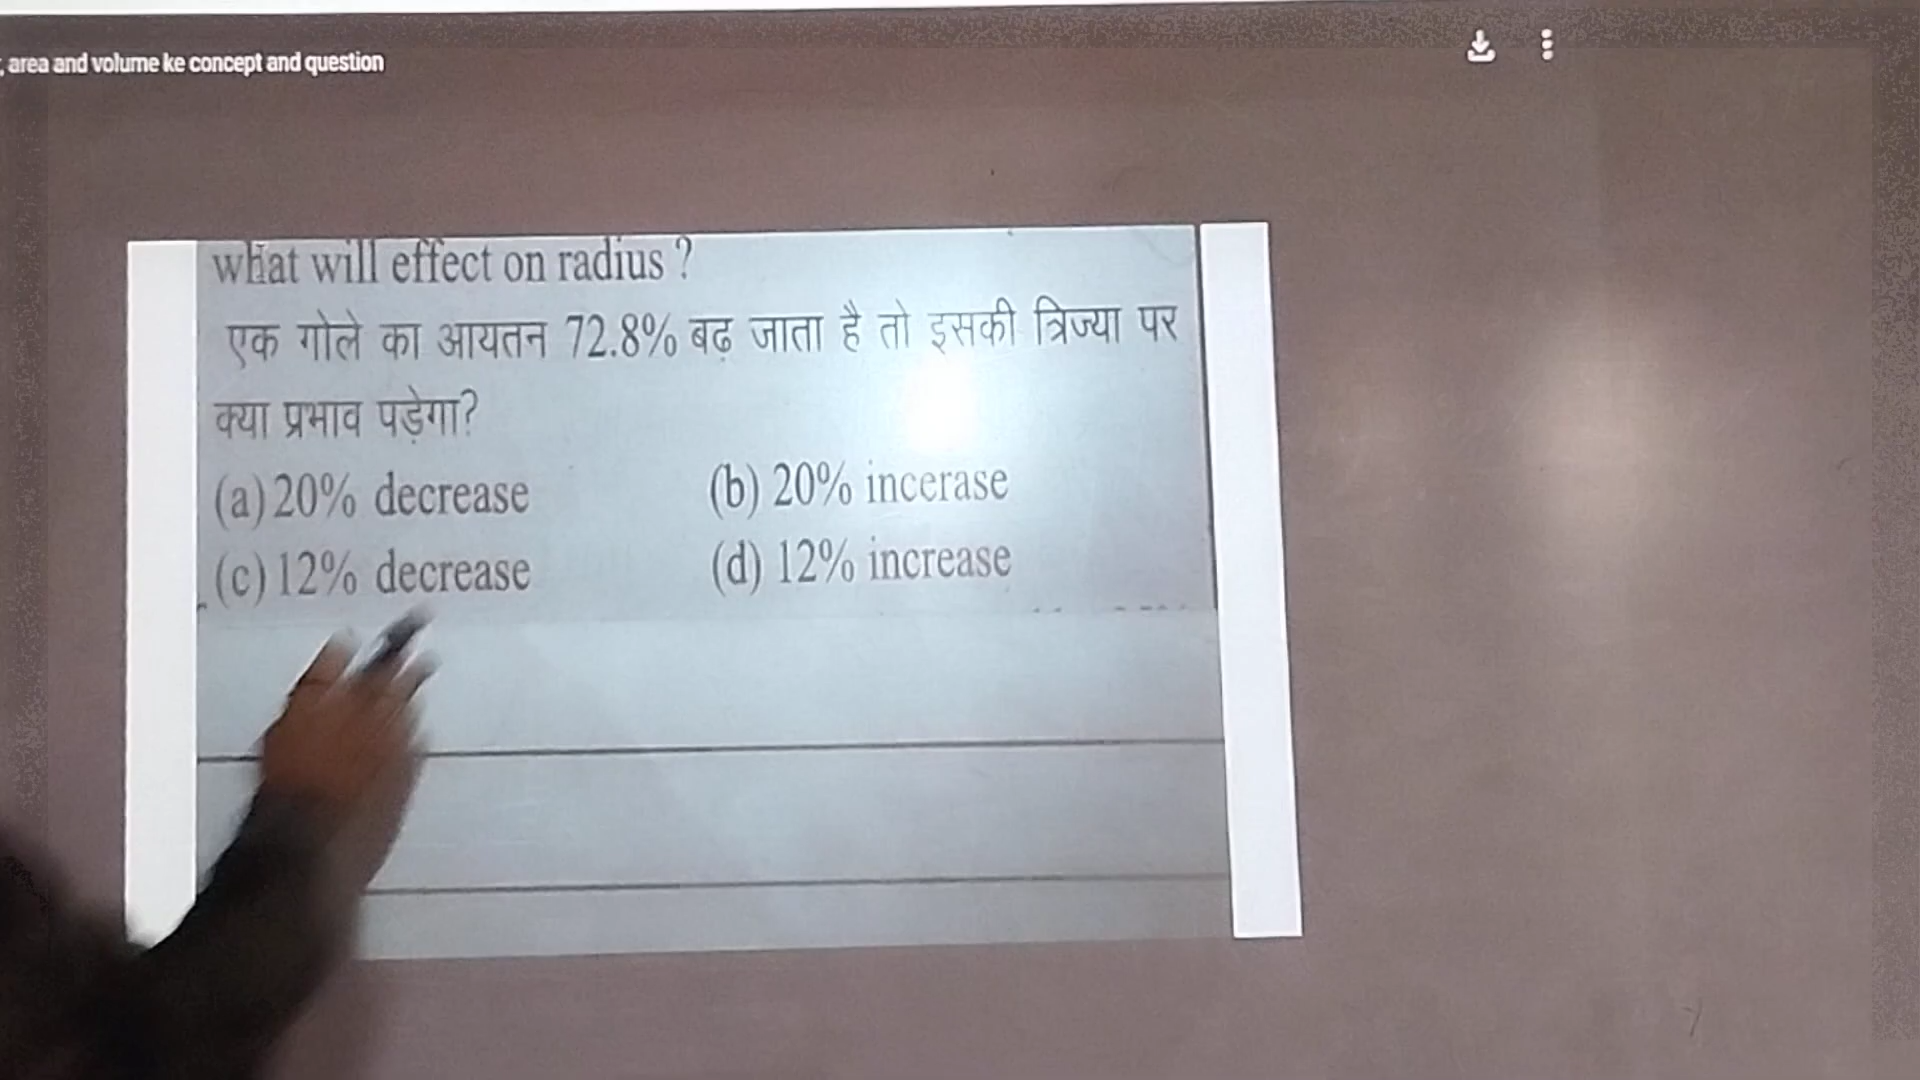 , area and volume ke concept and question
what will effect on radius ?
एक गोले का आयतन 72.8% बढ़ जाता है तो इसकी त्रिज्या पर
क्या प्रभाव पड़ेगा?
(a) 20% decrease (b) 20% incerase
(c) 12% decrease (d) 12% increase